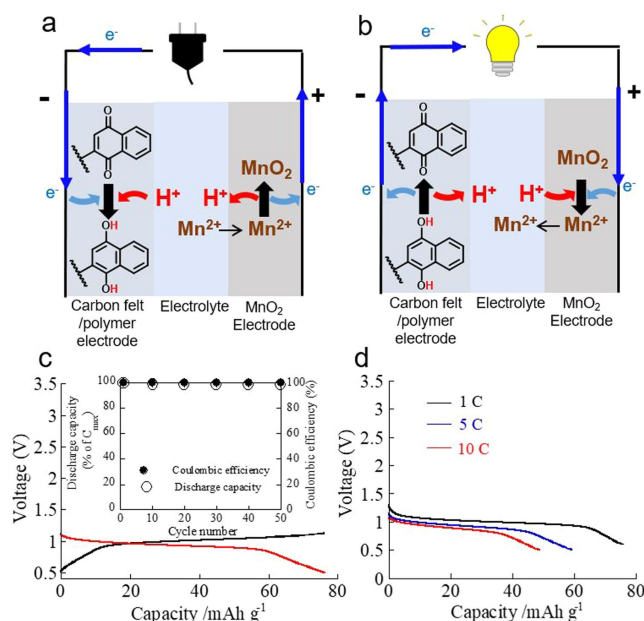 a
b
e-
e-
-
+
-
+
O
O
MnO2
e-
H+
H+
e-
Mn2+
Mn2+
OH
OH
O
O
MnO2
H+
H+
e-
Mn2+
Mn2+
OH
OH
Carbon felt
/polymer
electrode
Electrolyte
MnO2
Electrode
Carbon felt
/polymer
electrode
Electrolyte
MnO2
Electrode
c
3.5
3
2.5
2
1.5
1
0.5
Voltage (V)
0 20 40 60 80
Capacity /mAh g-1
Discharge capacity
(% of Cmax)
100
80
60
40
20
0
Coulombic efficiency
Discharge capacity
0 10 20 30 40 50
Cycle number
100
80
60
40
20
0
Coulombic efficiency (%)
d
3.5
3
2.5
2
1.5
1
0.5
0
Voltage (V)
1 C
5 C
10 C
0 20 40 60 80
Capacity /mAh g-1